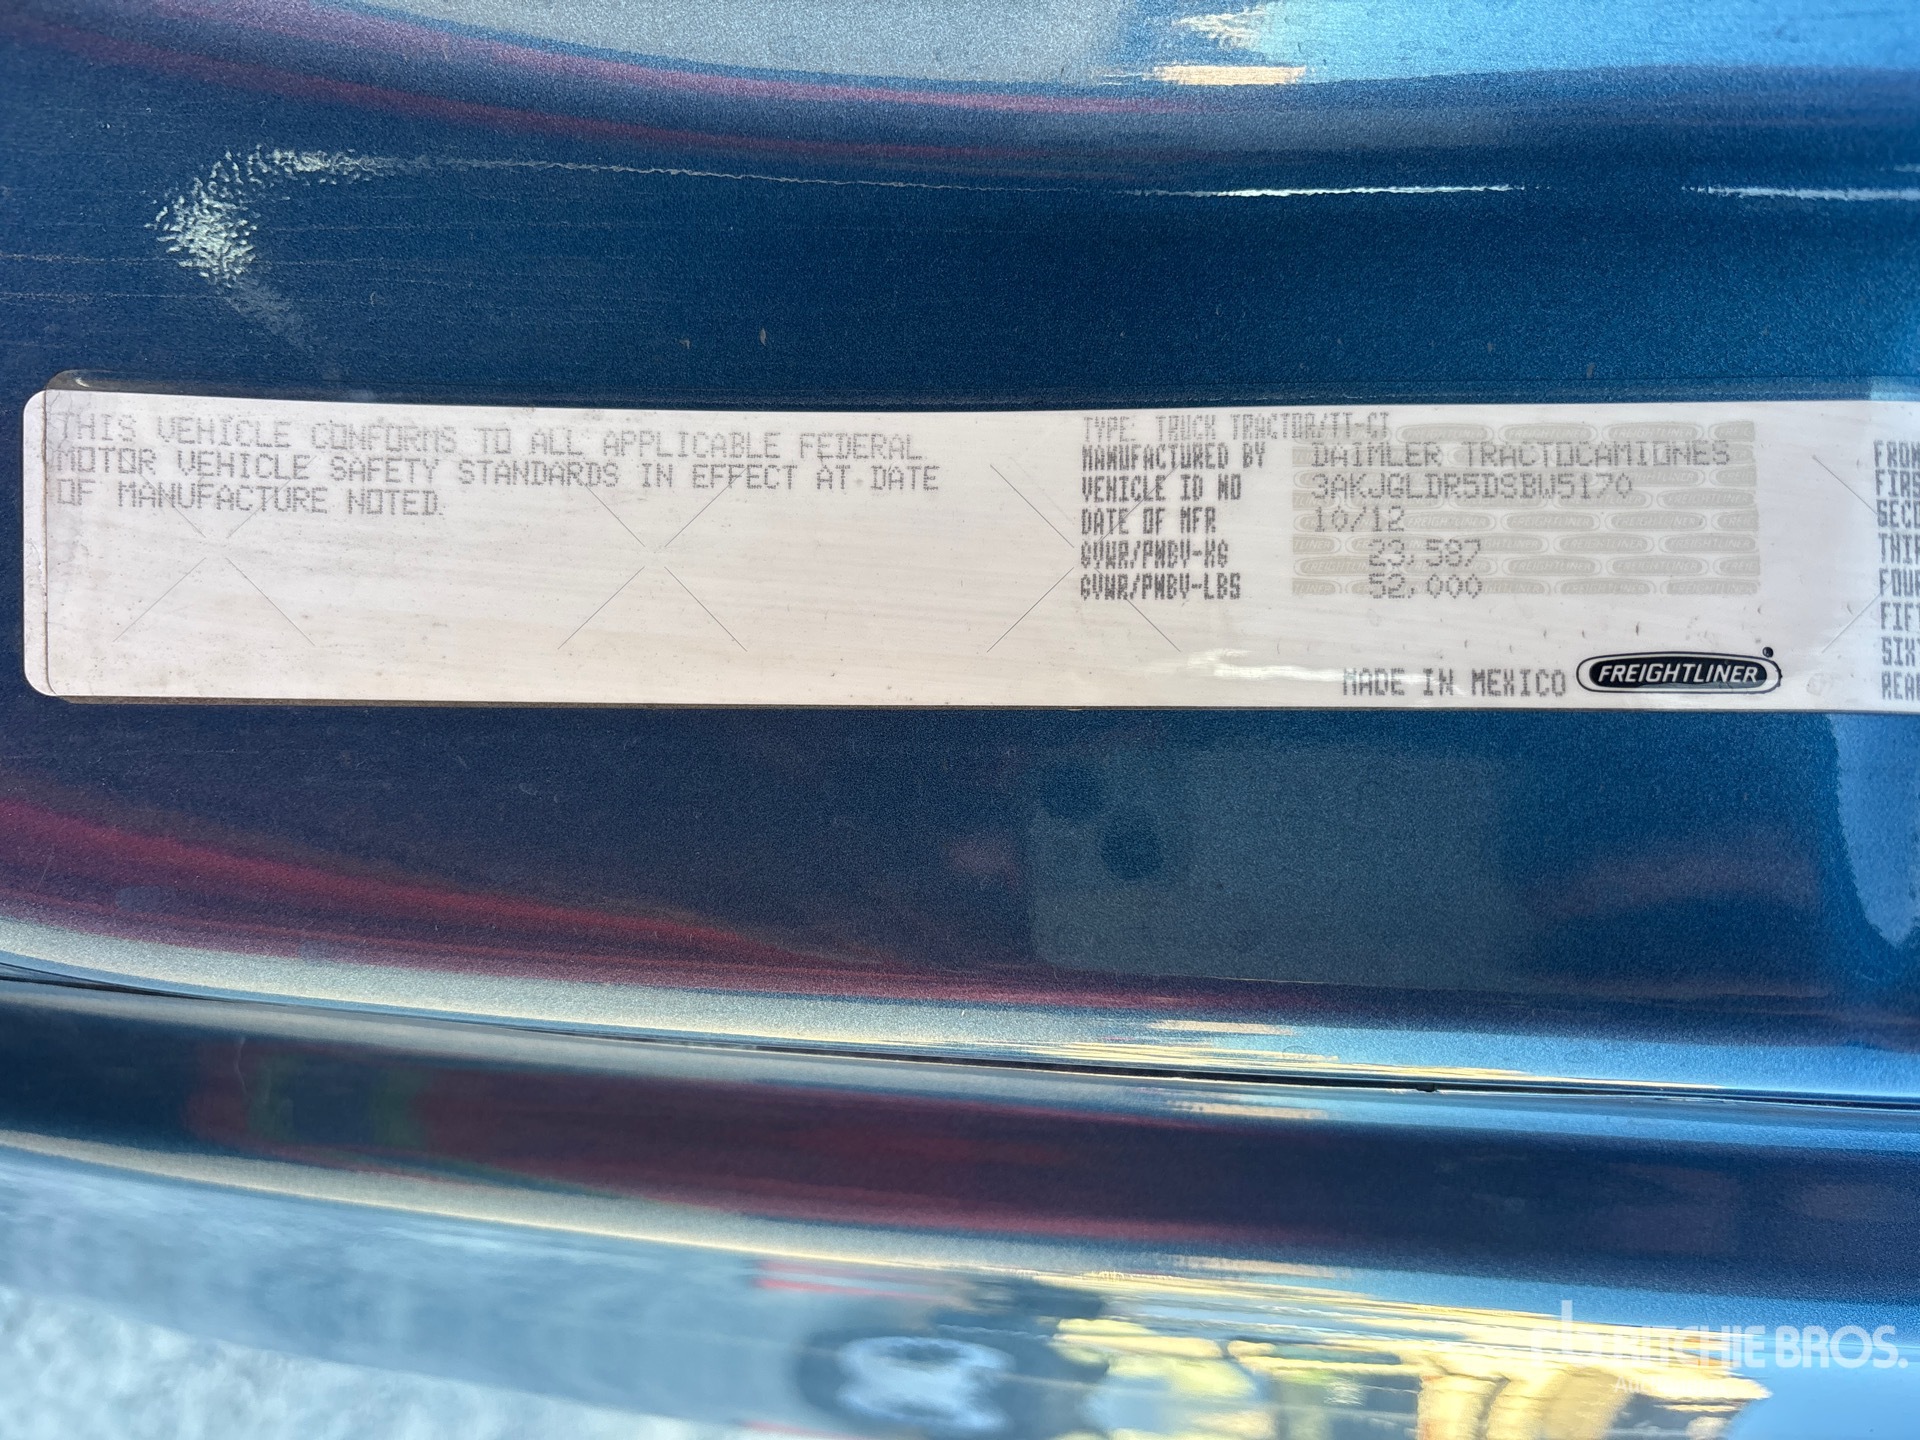 THIS VEHICLE CONFORMS TO ALL APPLICABLE FEDERAL
MOTOR VEHICLE SAFETY STANDARDS IN EFFECT AT DATE
OF MANUFACTURE NOTED.
TYPE: TRUCK TRACTOR/TT-CT
MANUFACTURED BY DAIMLER TRACTOCAMIONES
VEHICLE ID NO 3AKJGLDR5DSBW5170
DATE OF MFR 10/12
GVWR/PMBV-KG 23,587
GVWR/PMBV-LBS 52,000
MADE IN MEXICO FREIGHTLINER
RITCHIE BROS.